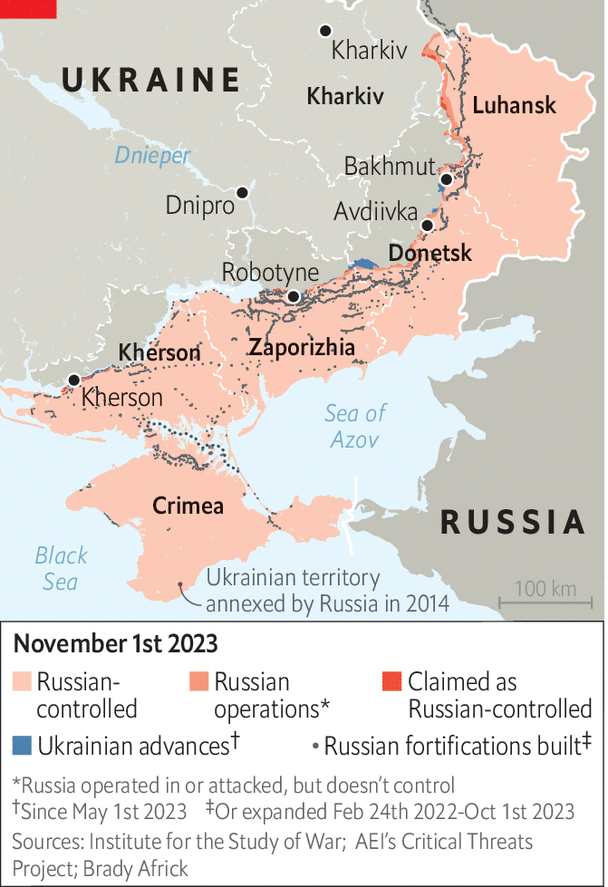 Kharkiv
UKRAINE
Kharkiv
Luhansk
Dnieper
Bakhmut
Dnipro
Avdiivka
Donetsk
Robotyne
Kherson
Zaporizhia
Kherson
Sea of
Azov
Crimea
RUSSIA
Black
Sea
Ukrainian territory
annexed by Russia in 2014
100 km
November 1st 2023
Russian-
controlled
Russian
operations*
Claimed as
Russian-controlled
Ukrainian advances†
Russian fortifications built‡
*Russia operated in or attacked, but doesn't control
†Since May 1st 2023 ‡Or expanded Feb 24th 2022-Oct 1st 2023
Sources: Institute for the Study of War; AEI's Critical Threats
Project; Brady Africk